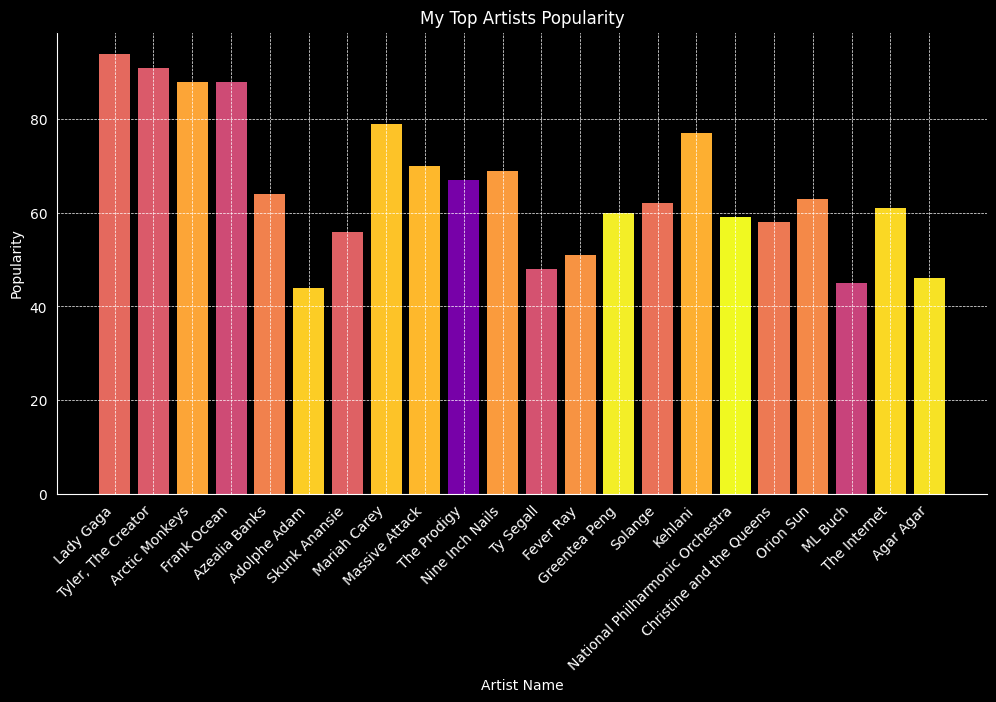 My Top Artists Popularity
Popularity
80
60
40
20
0
Lady Gaga
Tyler, The Creator
Arctic Monkeys
Frank Ocean
Azealia Banks
Adolphe Adam
Skunk Anansie
Mariah Carey
Massive Attack
The Prodigy
Nine Inch Nails
Ty Segall
Fever Ray
Greentea Peng
Solange
Kehlani
National Philharmonic Orchestra
Christine and the Queens
Orion Sun
ML Buch
The Internet
Agar Agar
Artist Name